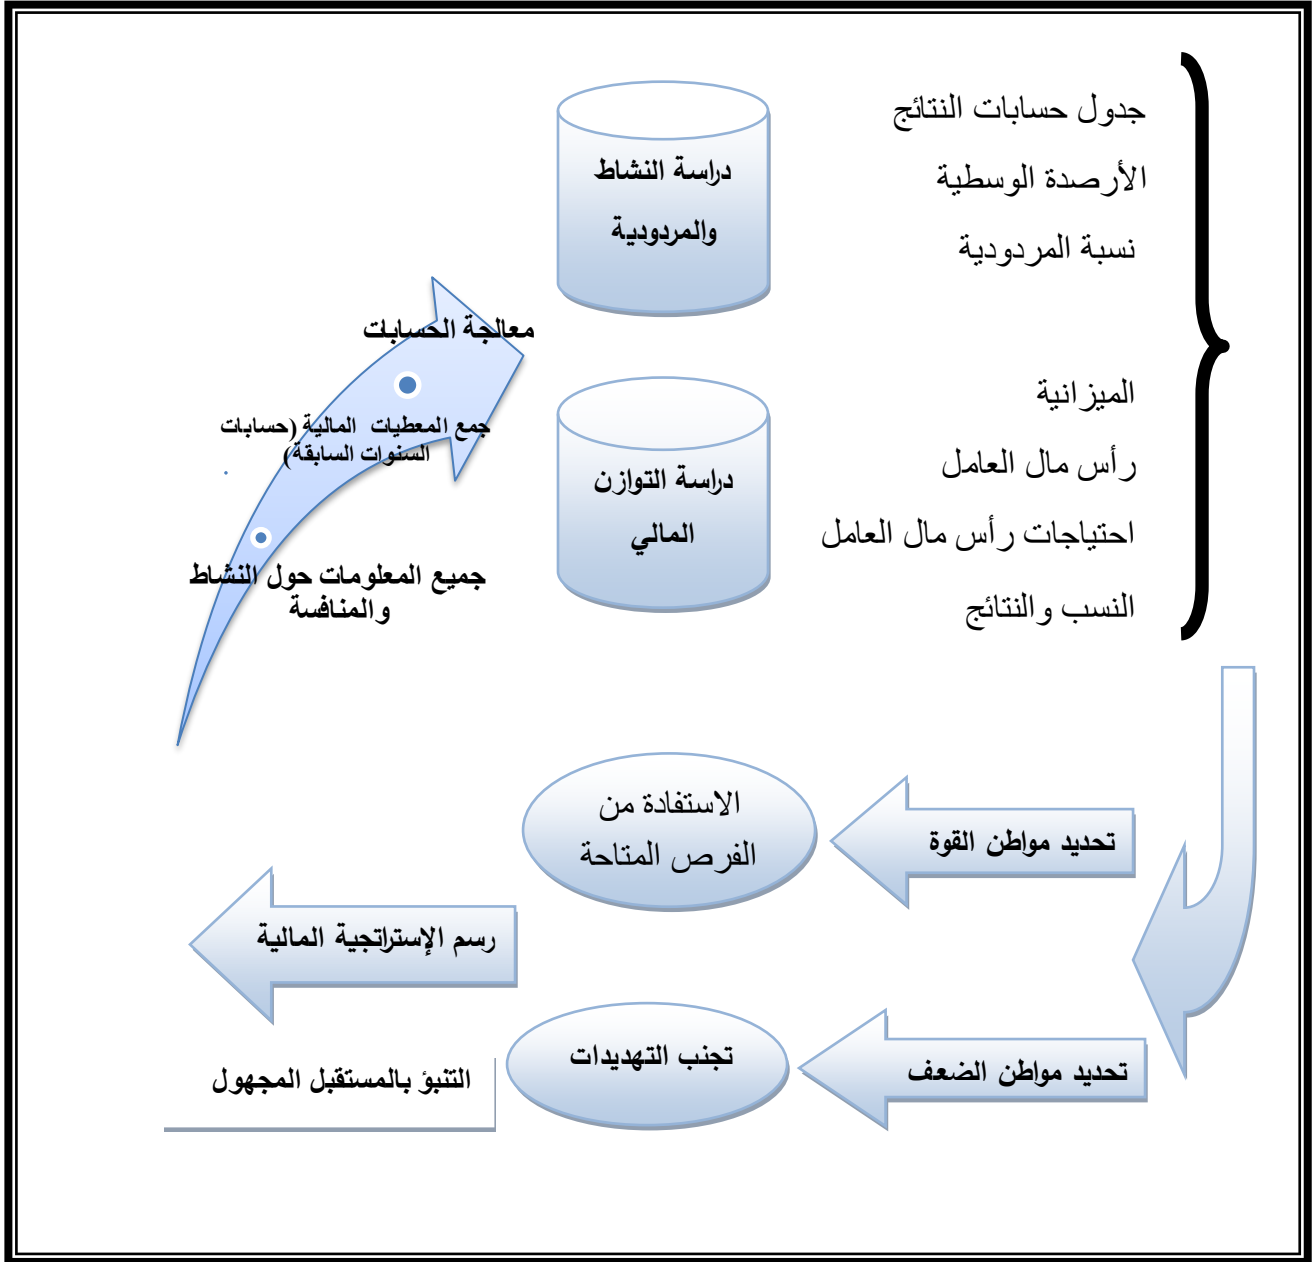 جدول حسابات النتائج
الأرصدة الوسطية
نسبة المردودية
دراسة النشاط
والمردودية
معالجة الحسابات
جمع المعطيات المالية (حسابات
السنوات السابقة)
جميع المعلومات حول النشاط
والمنافسة
الميزانية
رأس مال العامل
احتياجات رأس مال العامل
النسب والنتائج
دراسة التوازن
المالي
تحديد مواطن القوة
الاستفادة من
الفرص المتاحة
رسم الإستراتجية المالية
تحديد مواطن الضعف
تجنب التهديدات
التنبؤ بالمستقبل المجهول